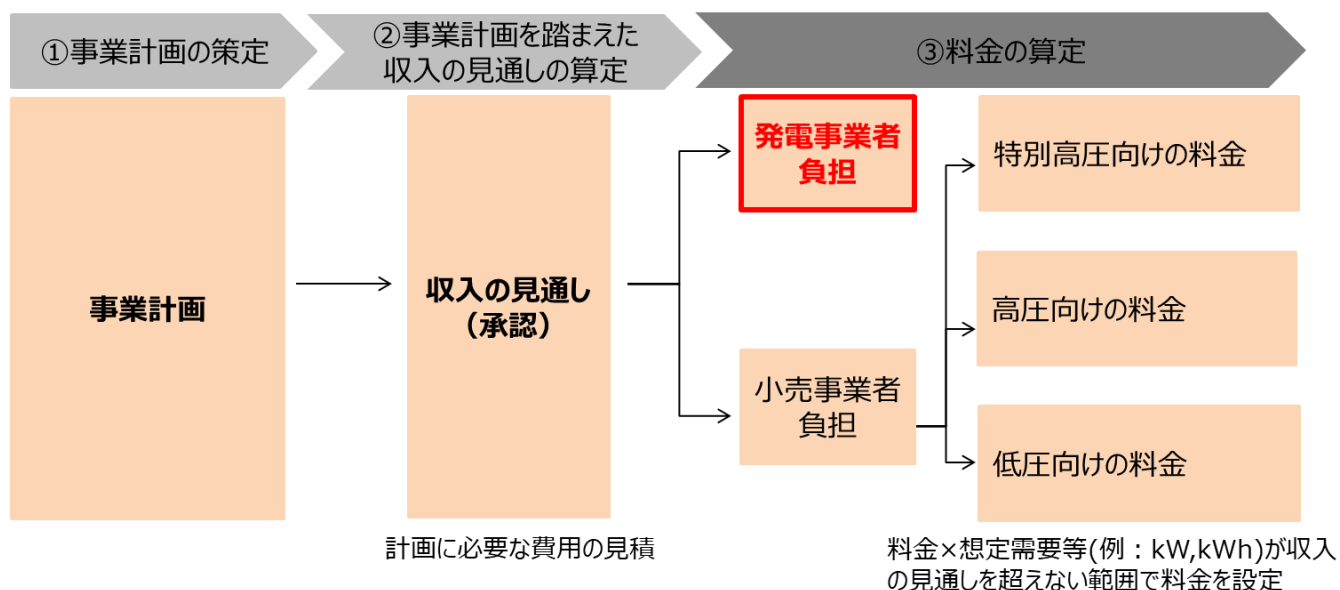 ①事業計画の策定
②事業計画を踏まえた
収入の見通しの算定
③料金の算定
事業計画
収入の見通し
（承認）
発電事業者
負担
小売事業者
負担
特別高圧向けの料金
高圧向けの料金
低圧向けの料金
計画に必要な費用の見積
料金×想定需要等(例：kW,kWh)が収入
の見通しを超えない範囲で料金を設定